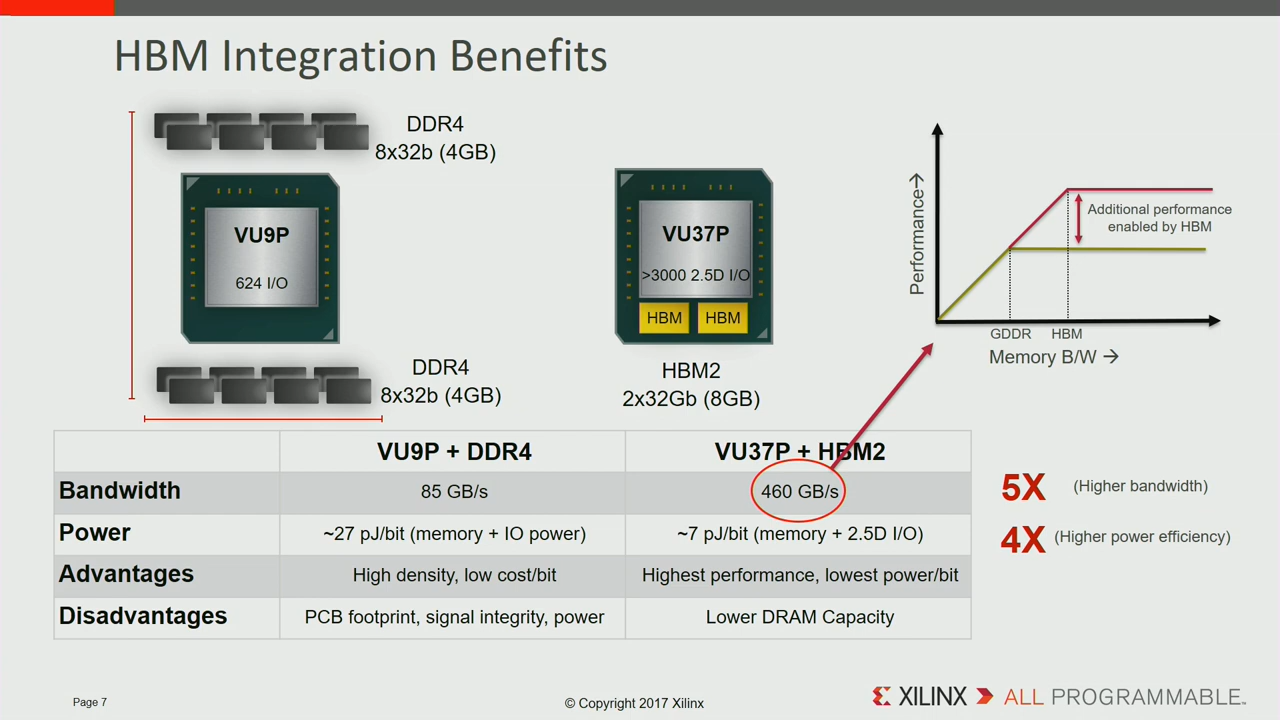 HBM Integration Benefits
DDR4
8x32b (4GB)
VU9P
624 I/O
DDR4
8x32b (4GB)
VU37P
>3000 2.5D I/O
HBM
HBM
HBM2
2x32Gb (8GB)
Performance→
Additional performance
enabled by HBM
GDDR
HBM
Memory B/W →
VU9P + DDR4
VU37P + HBM2
Bandwidth
85 GB/s
460 GB/s
Power
~27 pJ/bit (memory + IO power)
~7 pJ/bit (memory + 2.5D I/O)
Advantages
High density, low cost/bit
Highest performance, lowest power/bit
Disadvantages
PCB footprint, signal integrity, power
Lower DRAM Capacity
5X (Higher bandwidth)
4X (Higher power efficiency)
Page 7
© Copyright 2017 Xilinx
XILINX ALL PROGRAMMABLE™